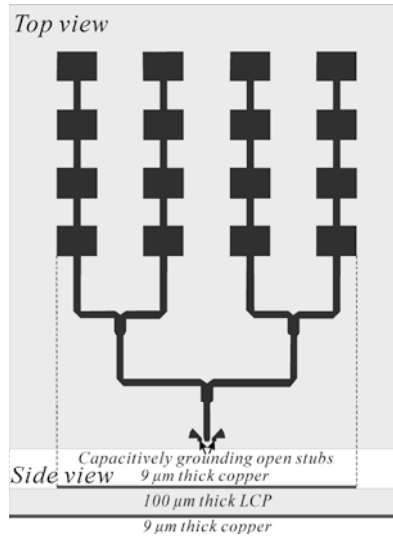 Top view
Capacitively grounding open stubs
Side view
9 μm thick copper
100 μm thick LCP
9 μm thick copper